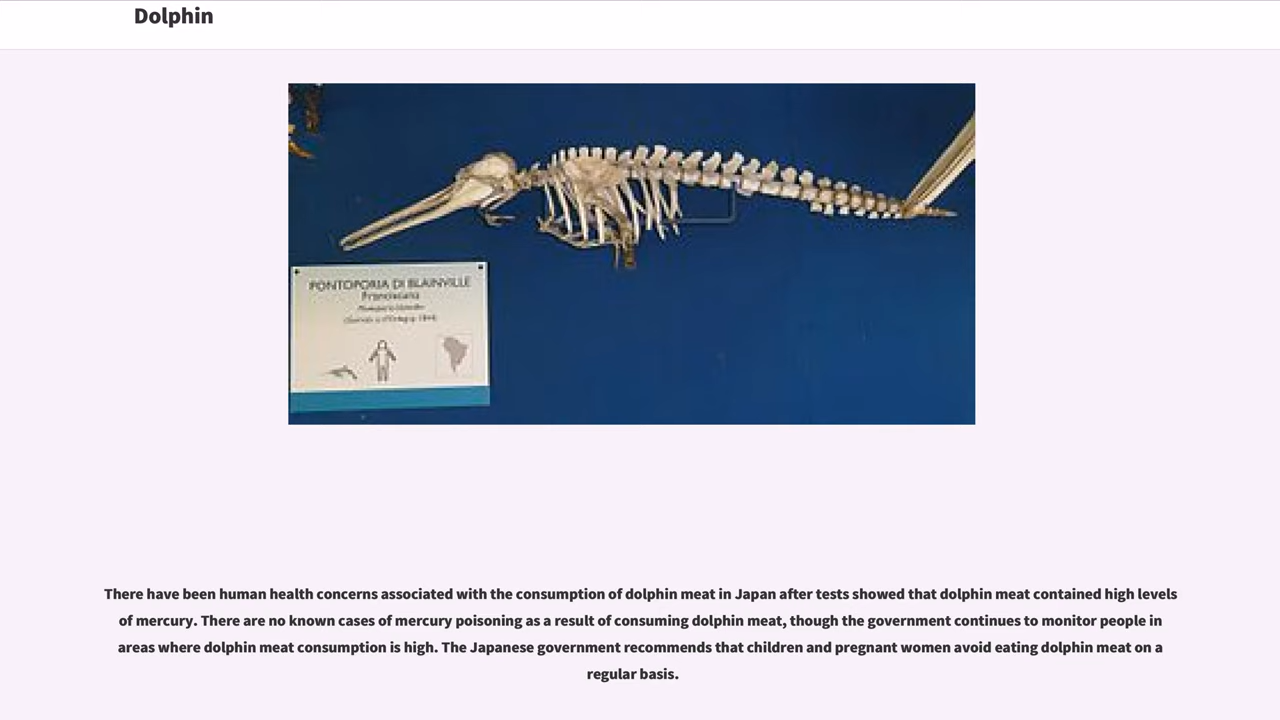 Dolphin
PONTOPORIA DI BLAINVILLE
Franciscana
There have been human health concerns associated with the consumption of dolphin meat in Japan after tests showed that dolphin meat contained high levels
of mercury. There are no known cases of mercury poisoning as a result of consuming dolphin meat, though the government continues to monitor people in
areas where dolphin meat consumption is high. The Japanese government recommends that children and pregnant women avoid eating dolphin meat on a
regular basis.